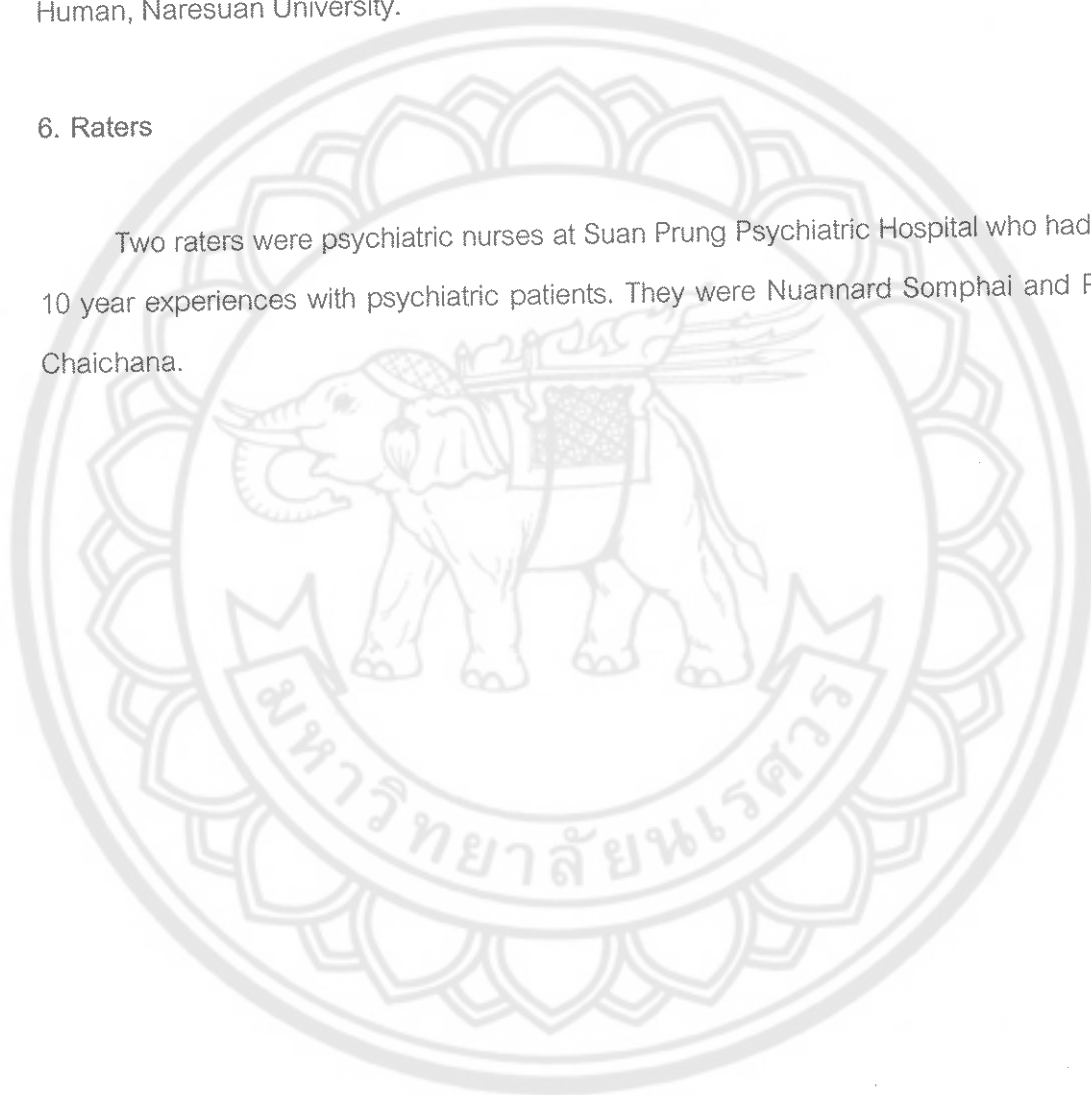 Human, Naresuan University.
6. Raters
Two raters were psychiatric nurses at Suan Prung Psychiatric Hospital who had
10 year experiences with psychiatric patients. They were Nuannard Somphai and
Chaichana.
มหาวิทยาลัยนเรศวร